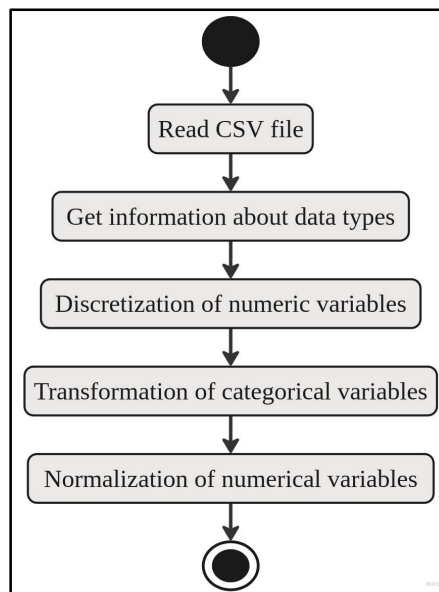 Read CSV file
Get information about data types
Discretization of numeric variables
Transformation of categorical variables
Normalization of numerical variables